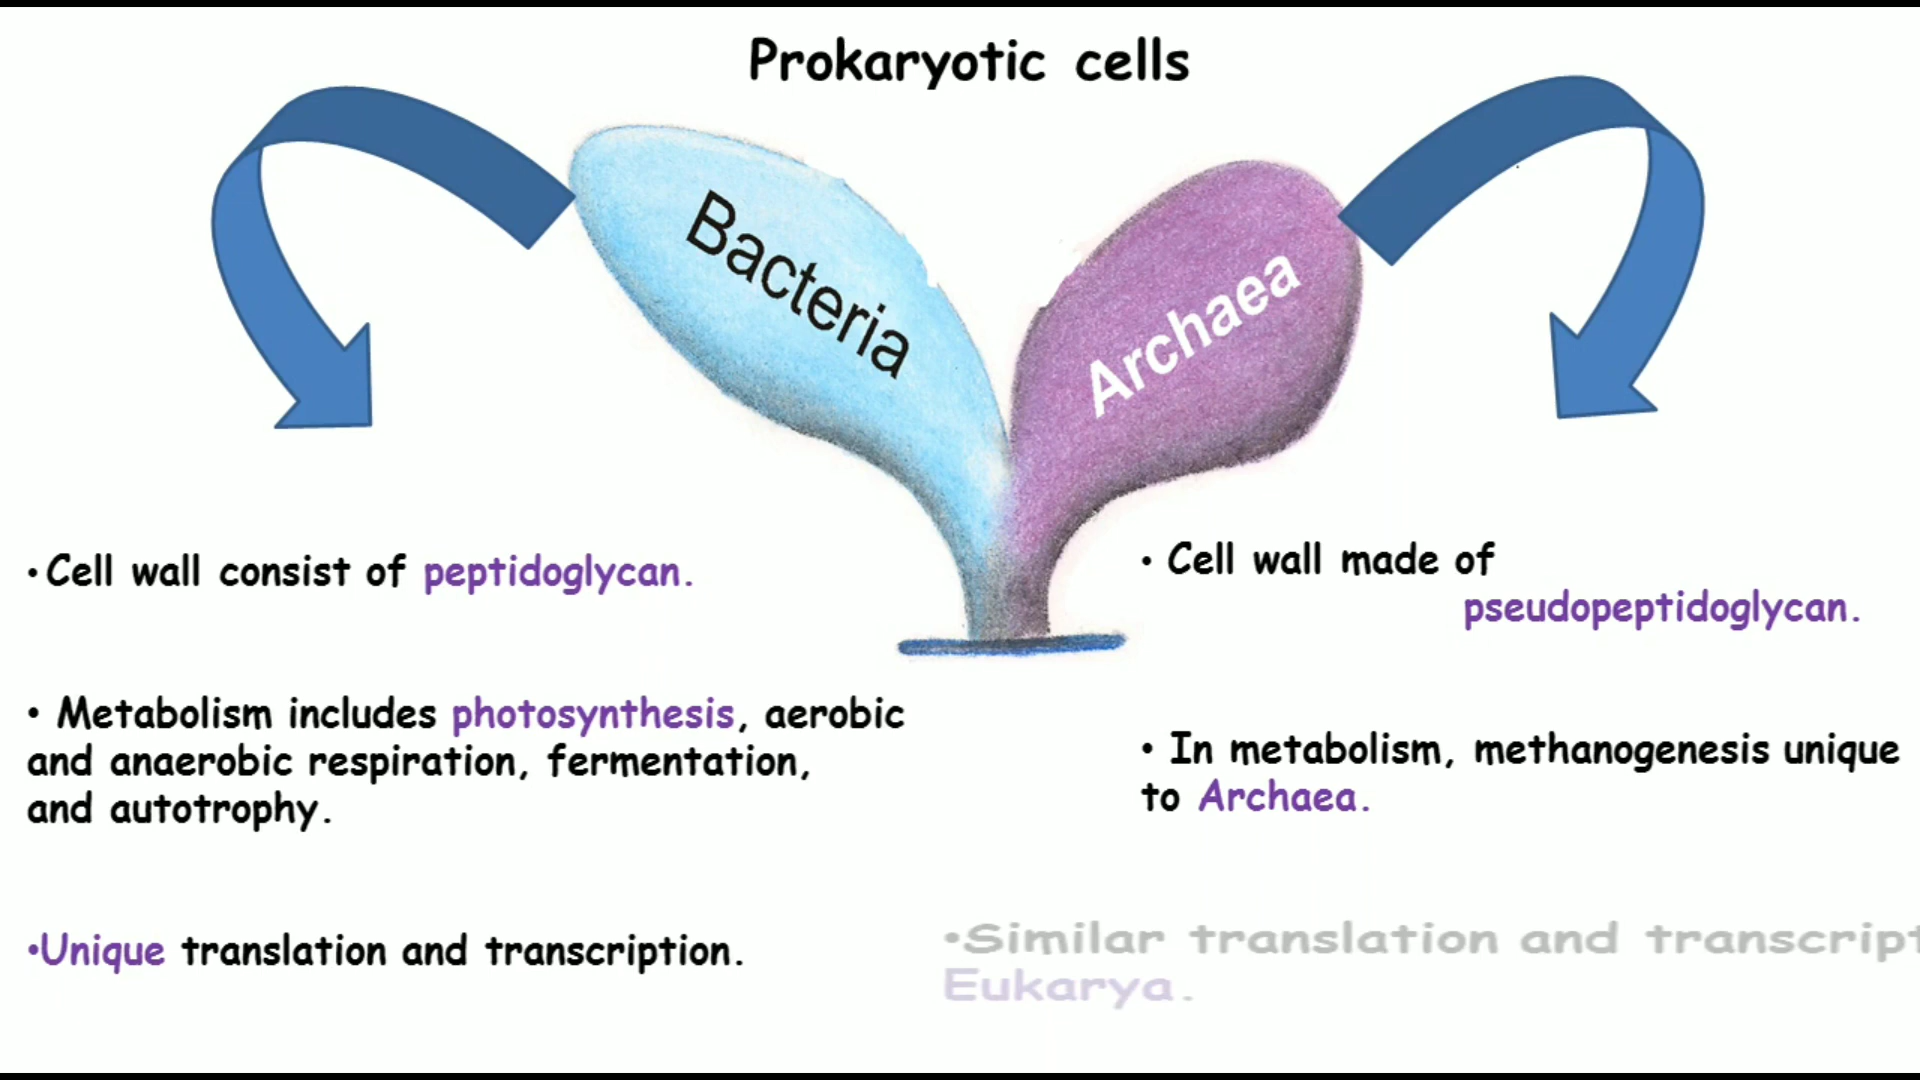 Prokaryotic cells
Bacteria
Archaea
• Cell wall consist of peptidoglycan.
• Metabolism includes photosynthesis, aerobic
and anaerobic respiration, fermentation,
and autotrophy.
•Unique translation and transcription.
• Cell wall made of
pseudopeptidoglycan.
• In metabolism, methanogenesis unique
to Archaea.
•Similar translation and transcript
Eukarya.